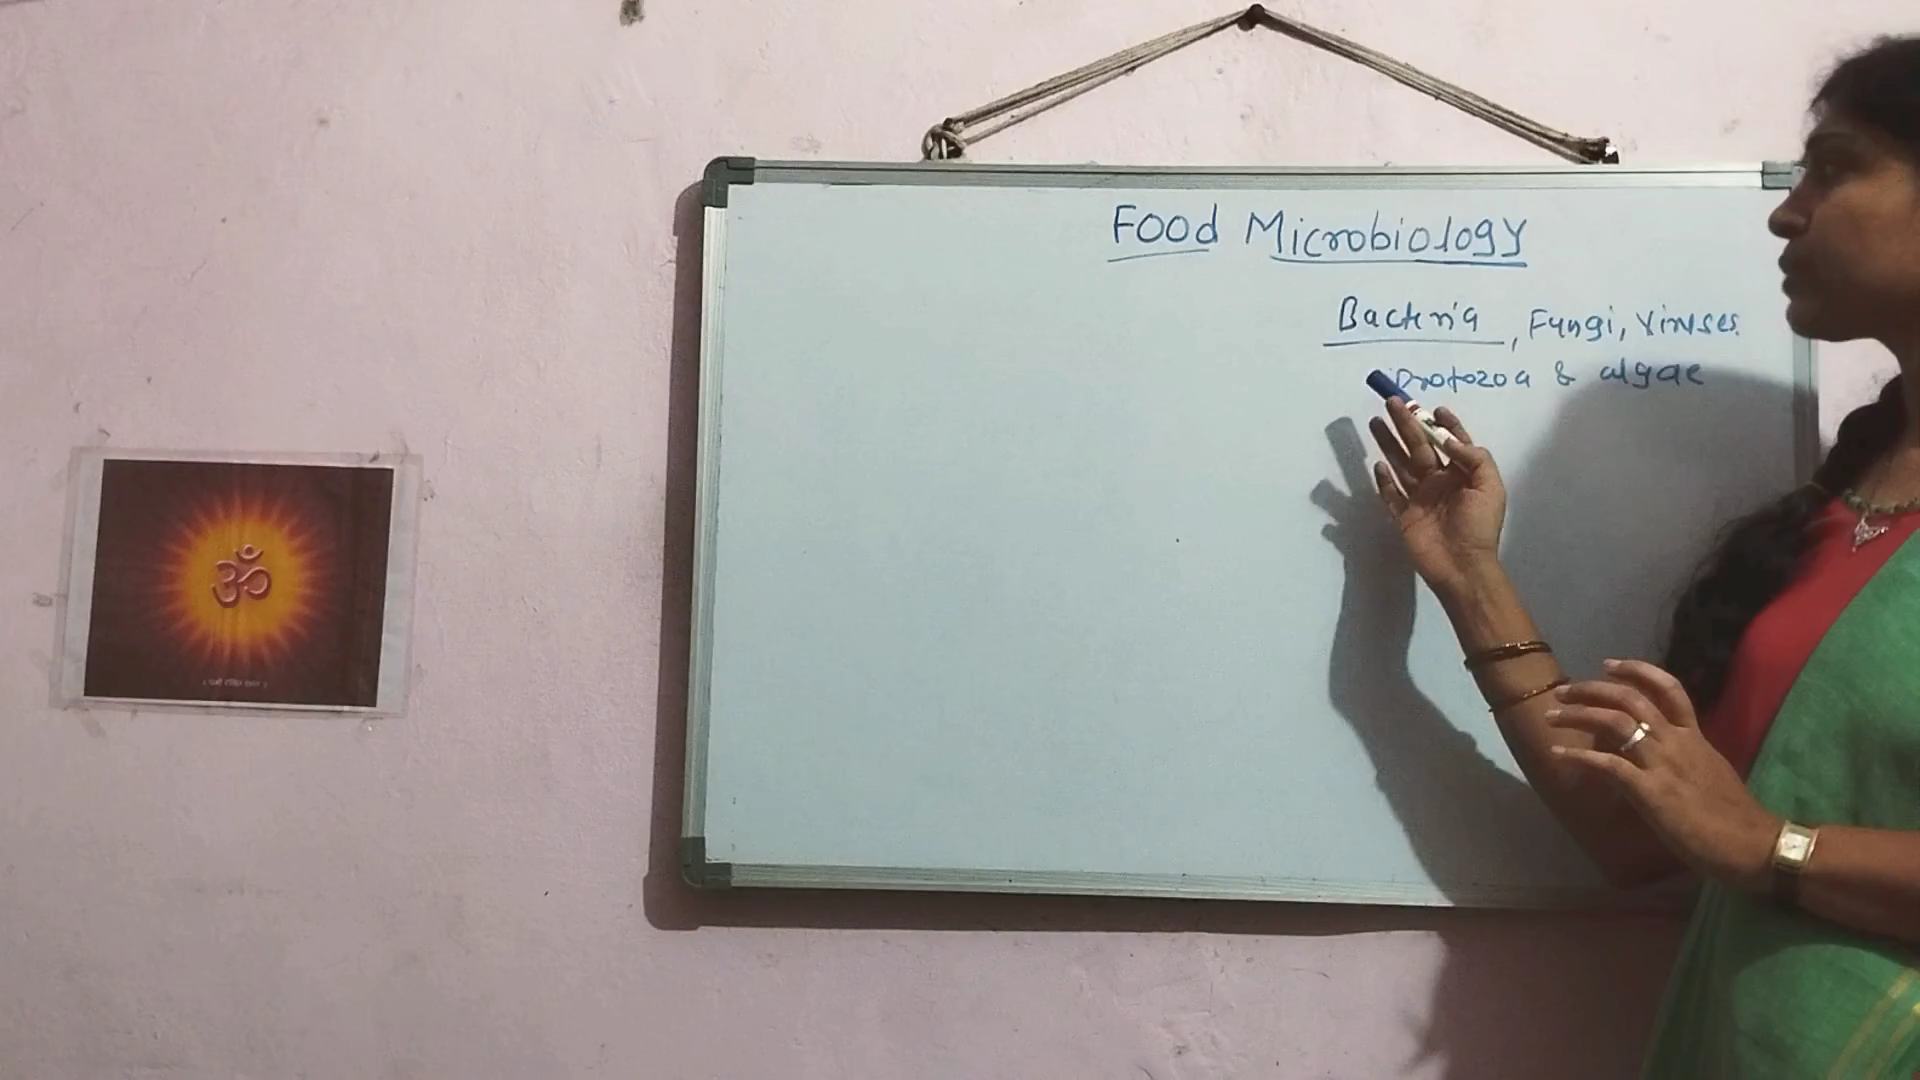 Food Microbiology
Bacteria, Fungi, Viruses.
Protozoa & algae
ॐ